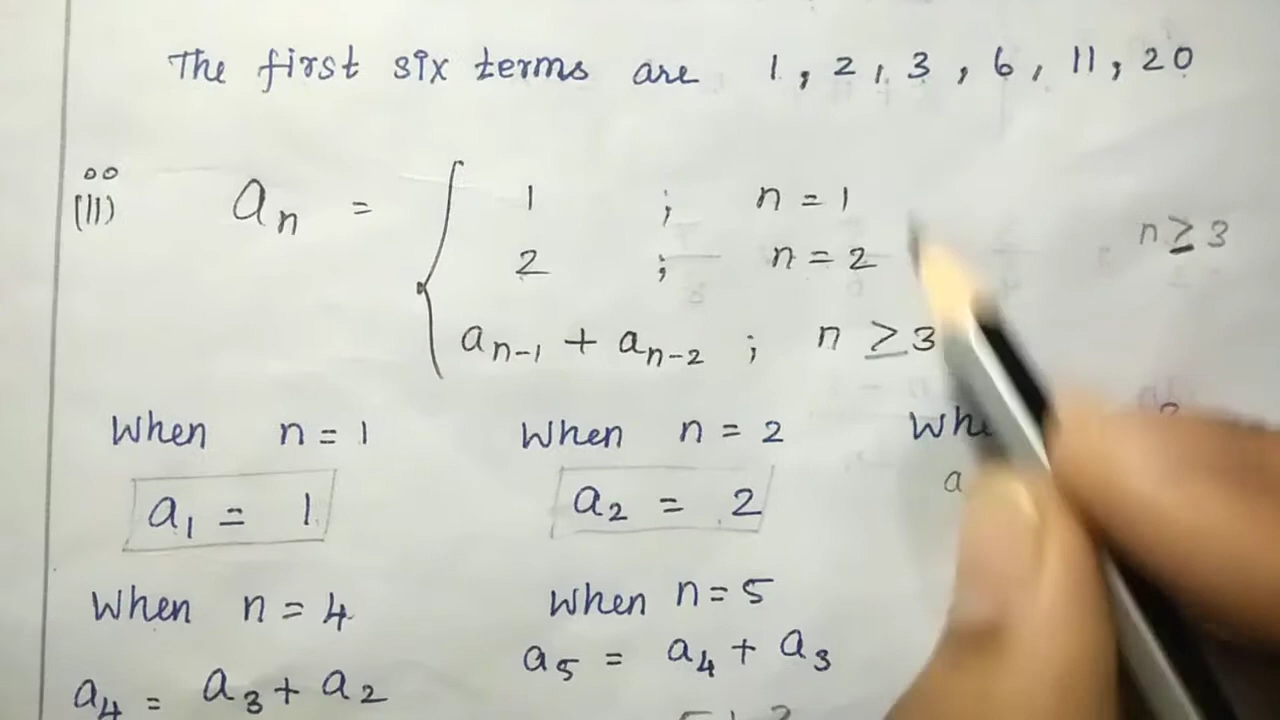 The first six terms are 1, 2, 3, 6, 11, 20
(ii) aₙ = { 1 ; n = 1
2 ; n = 2
n ≥ 3
aₙ₋₁ + aₙ₋₂ ; n ≥ 3
When n = 1 When n = 2
a₁ = 1 a₂ = 2 a
When n = 4 When n = 5
a₅ = a₄ + a₃
a₄ = a₃ + a₂